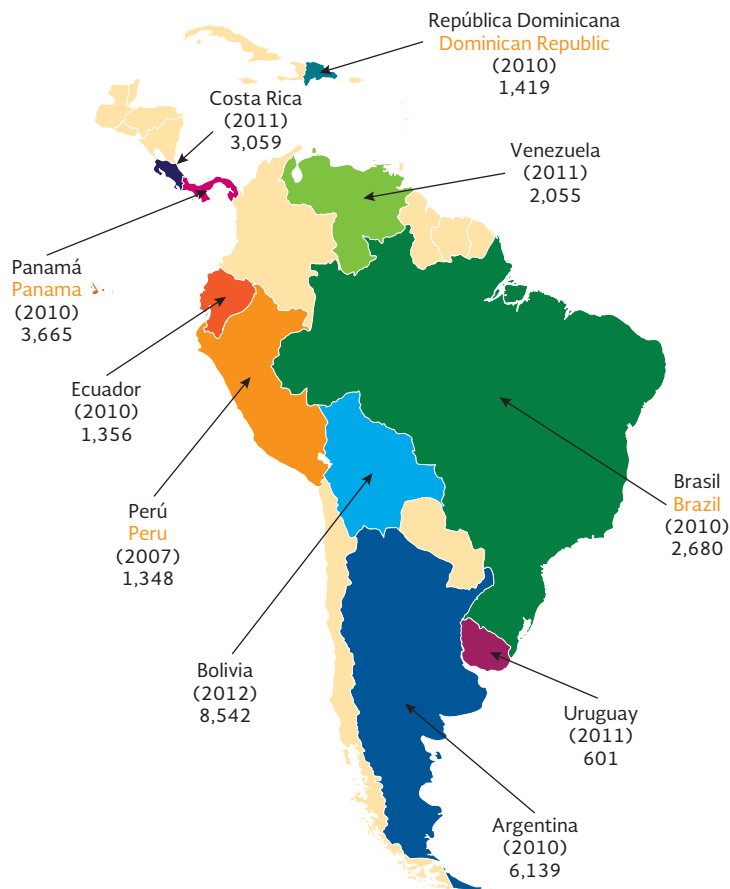 República Dominicana
Dominican Republic
(2010)
1,419
Costa Rica
(2011)
3,059
Venezuela
(2011)
2,055
Panamá
Panama
(2010)
3,665
Ecuador
(2010)
1,356
Perú
Peru
(2007)
1,348
Brasil
Brazil
(2010)
2,680
Bolivia
(2012)
8,542
Uruguay
(2011)
601
Argentina
(2010)
6,139